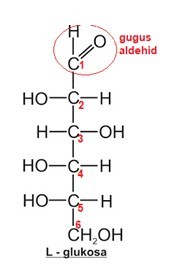 H
O
gugus
aldehid
C
1
HO C H
2
H C OH
3
HO C H
4
HO C H
5
6
CH2OH
L - glukosa